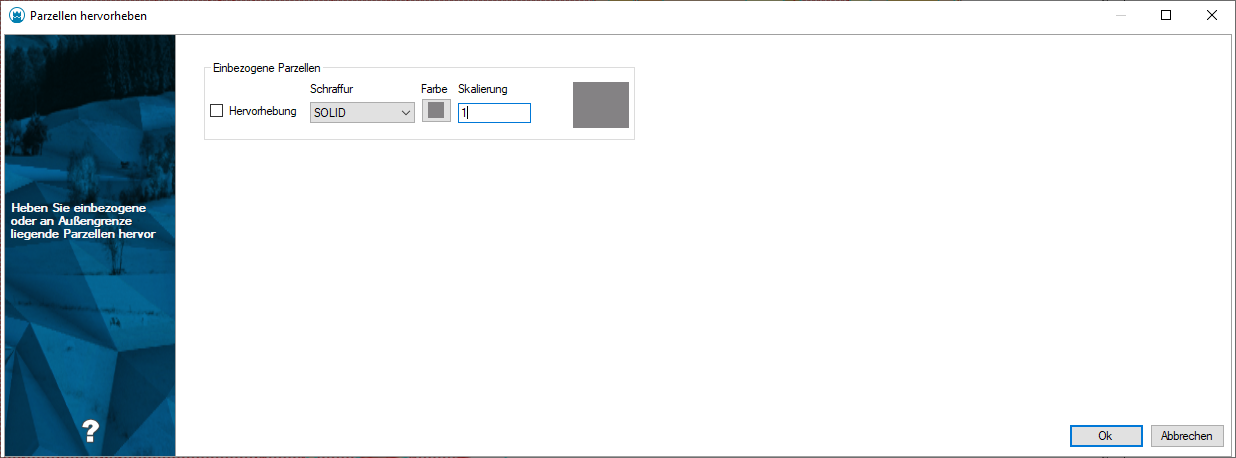 Parzellen hervorheben
Heben Sie einbezogene
oder an Außengrenze
liegende Parzellen hervor
?
Einbezogene Parzellen
Schraffur Farbe Skalierung
Hervorhebung SOLID 1
Ok Abbrechen